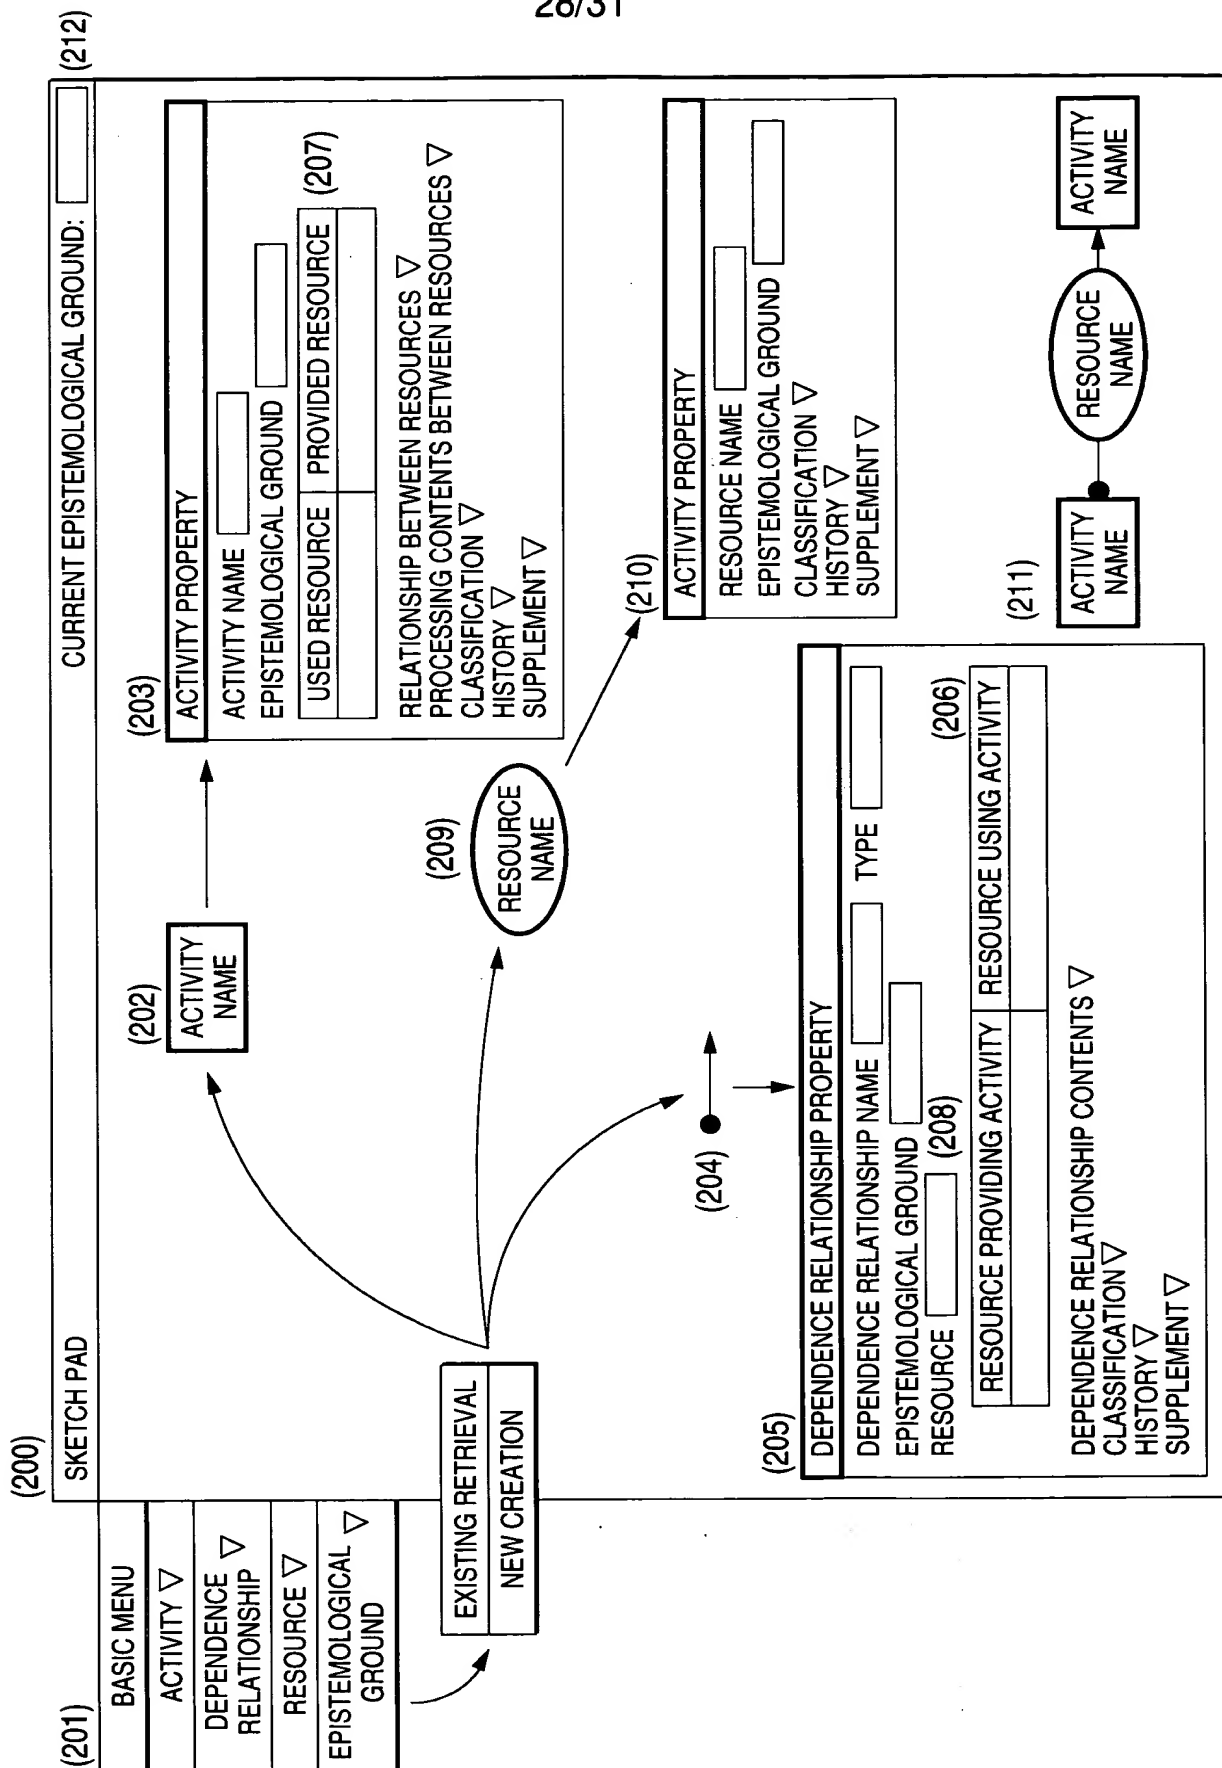 28/31
(200)
SKETCH PAD
CURRENT EPISTEMOLOGICAL GROUND:
(212)
(201)
BASIC MENU
ACTIVITY ▽
DEPENDENCE ▽
RELATIONSHIP
RESOURCE ▽
EPISTEMOLOGICAL ▽
GROUND
EXISTING RETRIEVAL
NEW CREATION
(202)
ACTIVITY
NAME
(203)
ACTIVITY PROPERTY
ACTIVITY NAME
EPISTEMOLOGICAL GROUND
USED RESOURCE
PROVIDED RESOURCE
(207)
RELATIONSHIP BETWEEN RESOURCES ▽
PROCESSING CONTENTS BETWEEN RESOURCES ▽
CLASSIFICATION ▽
HISTORY ▽
SUPPLEMENT ▽
(209)
RESOURCE
NAME
(210)
ACTIVITY PROPERTY
RESOURCE NAME
EPISTEMOLOGICAL GROUND
CLASSIFICATION ▽
HISTORY ▽
SUPPLEMENT ▽
(204)
(205)
DEPENDENCE RELATIONSHIP PROPERTY
DEPENDENCE RELATIONSHIP NAME
TYPE
EPISTEMOLOGICAL GROUND
RESOURCE
(208)
(206)
RESOURCE PROVIDING ACTIVITY
RESOURCE USING ACTIVITY
DEPENDENCE RELATIONSHIP CONTENTS ▽
CLASSIFICATION ▽
HISTORY ▽
SUPPLEMENT ▽
(211)
ACTIVITY
NAME
RESOURCE
NAME
ACTIVITY
NAME